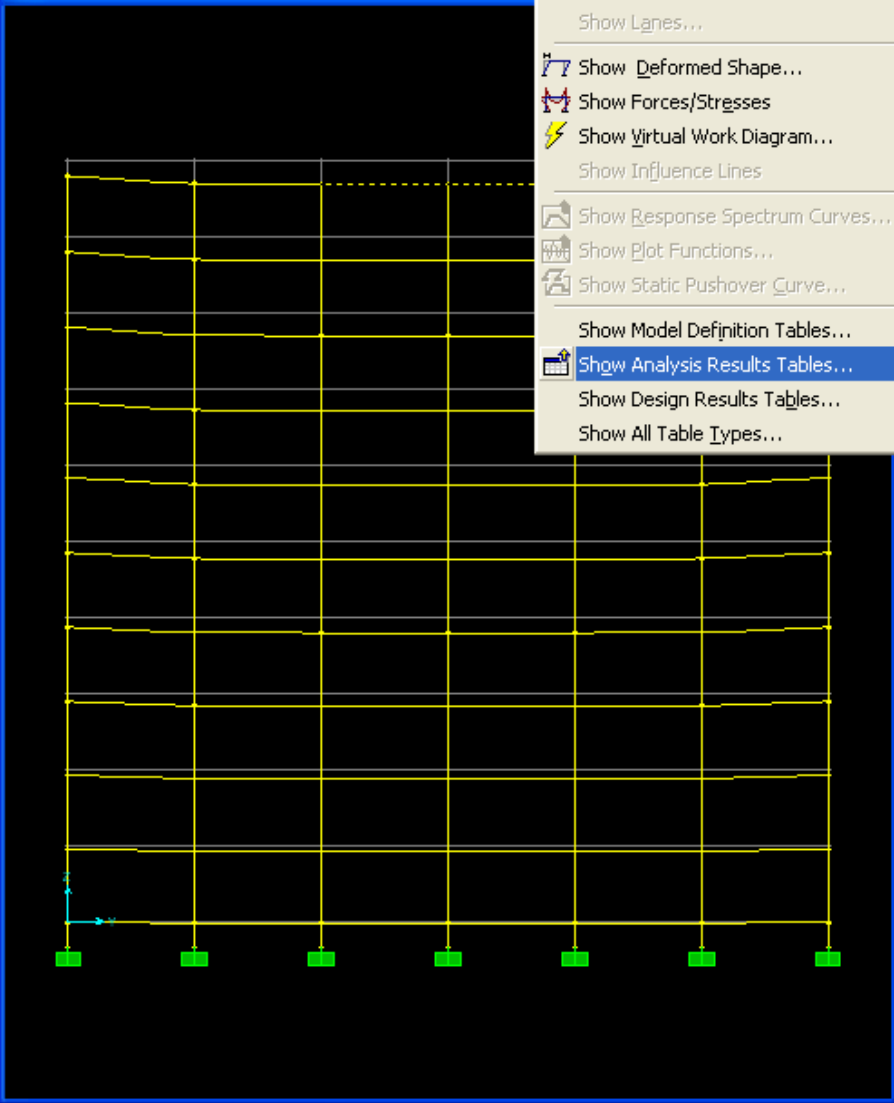 Show Lanes...
Show Deformed Shape...
Show Forces/Stresses
Show Virtual Work Diagram...
Show Influence Lines
Show Response Spectrum Curves...
Show Plot Functions...
Show Static Pushover Curve...
Show Model Definition Tables...
Show Analysis Results Tables...
Show Design Results Tables...
Show All Table Types...
Z